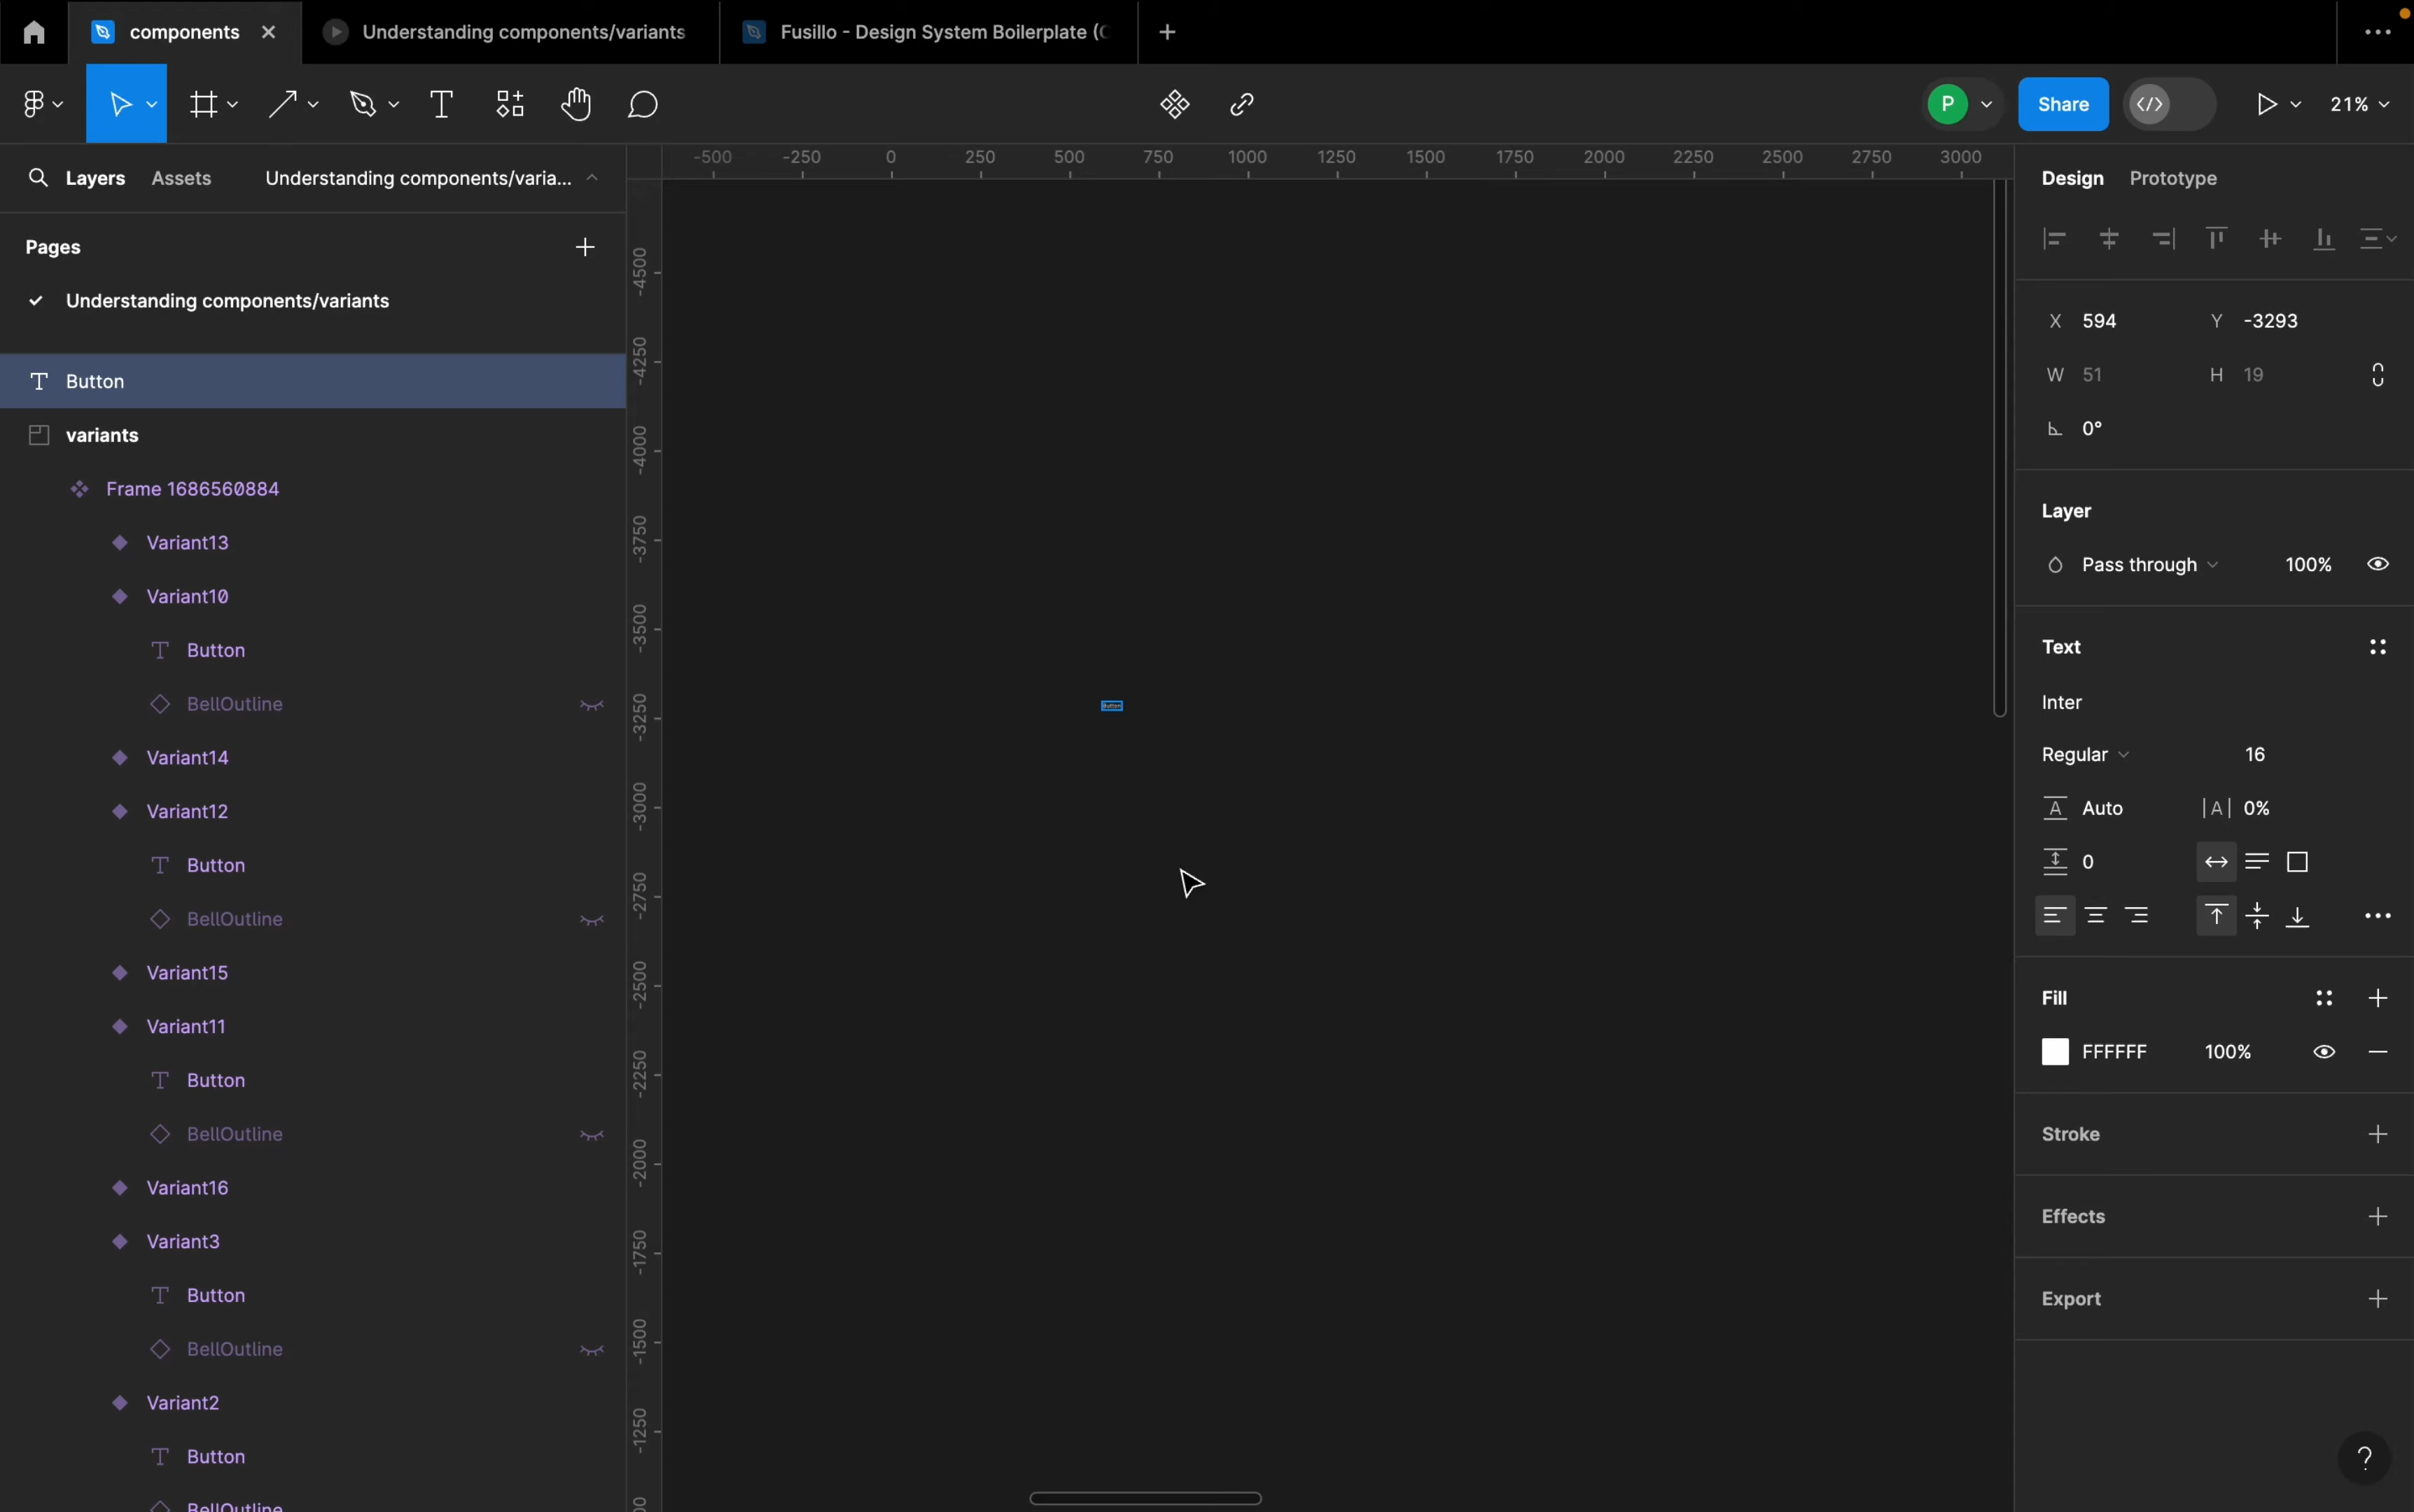 components
Understanding components/variants
Fusillo - Design System Boilerplate (
P
Share
21%
Layers
Assets
Understanding components/varia...
Design
Prototype
-500
-250
0
250
500
750
1000
1250
1500
1750
2000
2250
2500
2750
3000
Pages
Understanding components/variants
Button
variants
Frame 1686560884
Variant13
Variant10
Button
BellOutline
Variant14
Variant12
Button
BellOutline
Variant15
Variant11
Button
BellOutline
Variant16
Variant3
Button
BellOutline
Variant2
Button
BellOutline
-4500
-4250
-4000
-3750
-3500
-3250
-3000
-2750
-2500
-2250
-2000
-1750
-1500
-1250
Button
X 594 Y -3293
W 51 H 19
0°
Layer
Pass through 100%
Text
Inter
Regular 16
A Auto |A| 0%
0
Fill
FFFFFF 100%
Stroke
Effects
Export
?